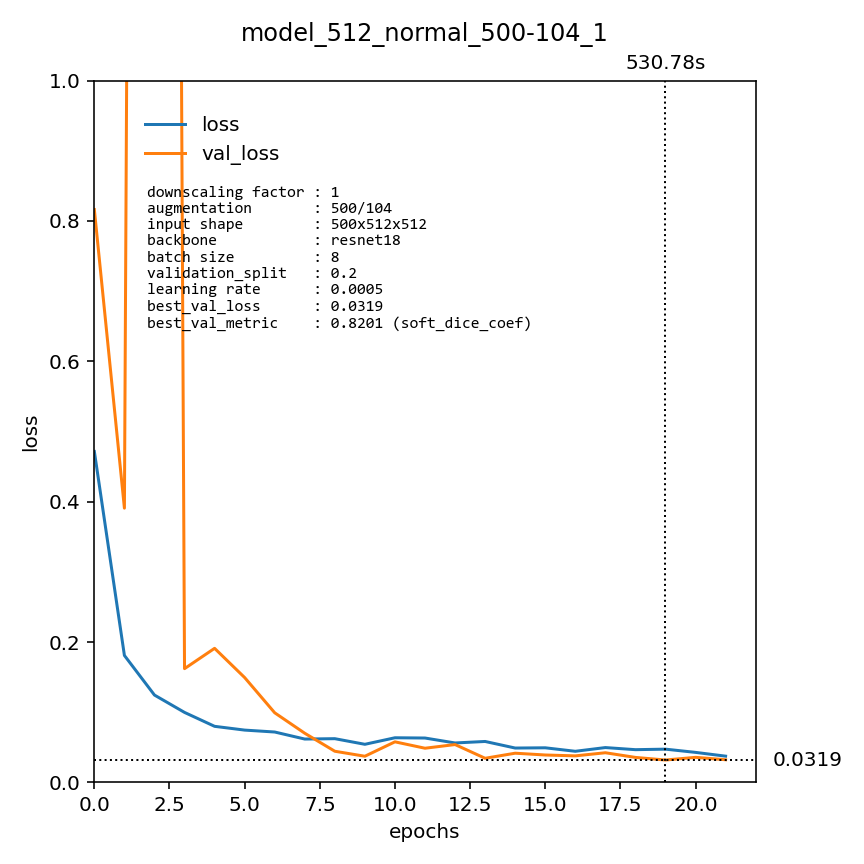 model_512_normal_500-104_1
530.78s
1.0
0.8
0.6
0.4
0.2
0.0
loss
loss
val_loss
downscaling factor : 1
augmentation : 500/104
input shape : 500x512x512
backbone : resnet18
batch size : 8
validation_split : 0.2
learning rate : 0.0005
best_val_loss : 0.0319
best_val_metric : 0.8201 (soft_dice_coef)
0.0319
0.0 2.5 5.0 7.5 10.0 12.5 15.0 17.5 20.0
epochs